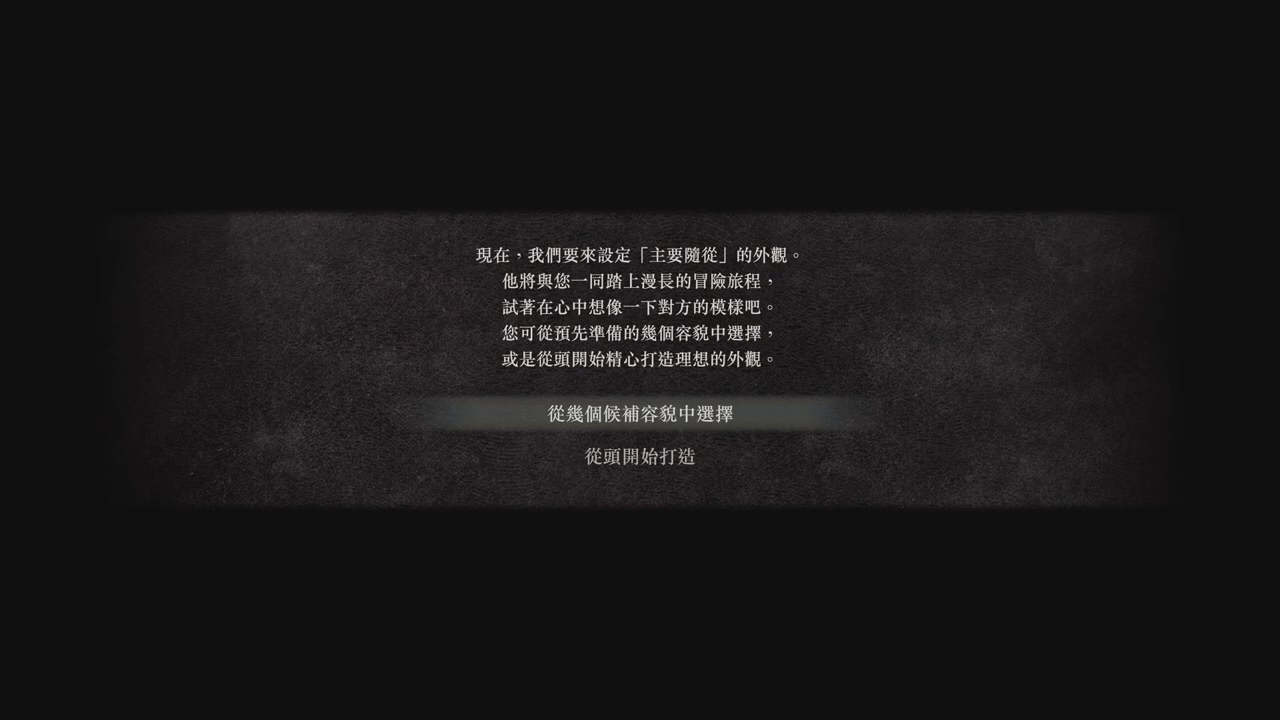 現在，我們要來設定「主要隨從」的外觀。
他將與您一同踏上漫長的冒險旅程，
試著在心中想像一下對方的模樣吧。
您可從預先準備的幾個容貌中選擇，
或是從頭開始精心打造理想的外觀。
從幾個候補容貌中選擇
從頭開始打造